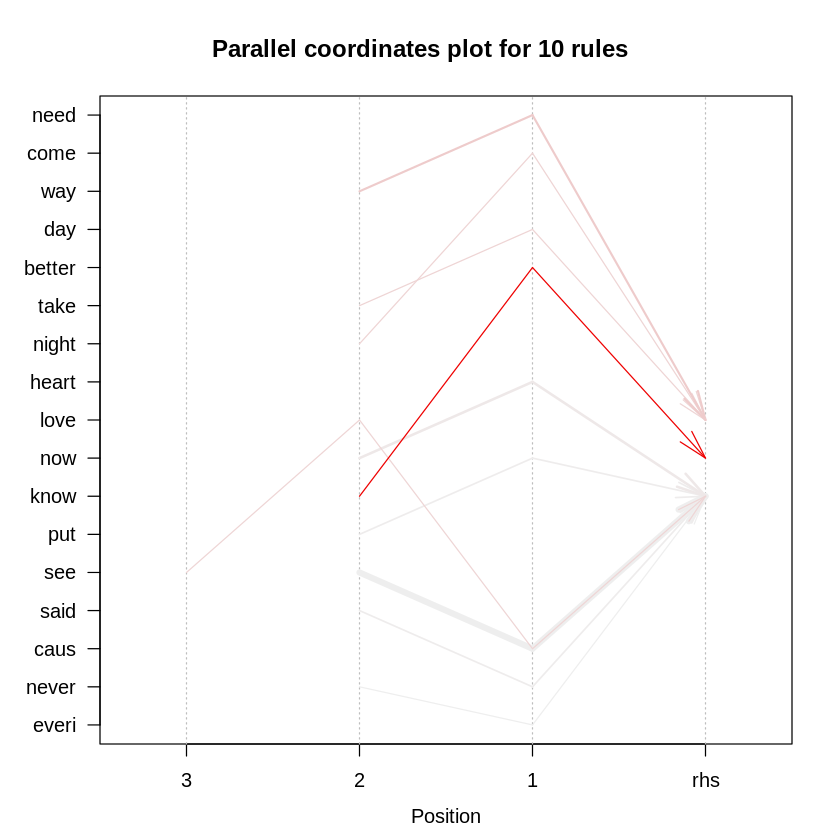 Parallel coordinates plot for 10 rules
need
come
way
day
better
take
night
heart
love
now
know
put
see
said
caus
never
everi
3 2 1 rhs
Position